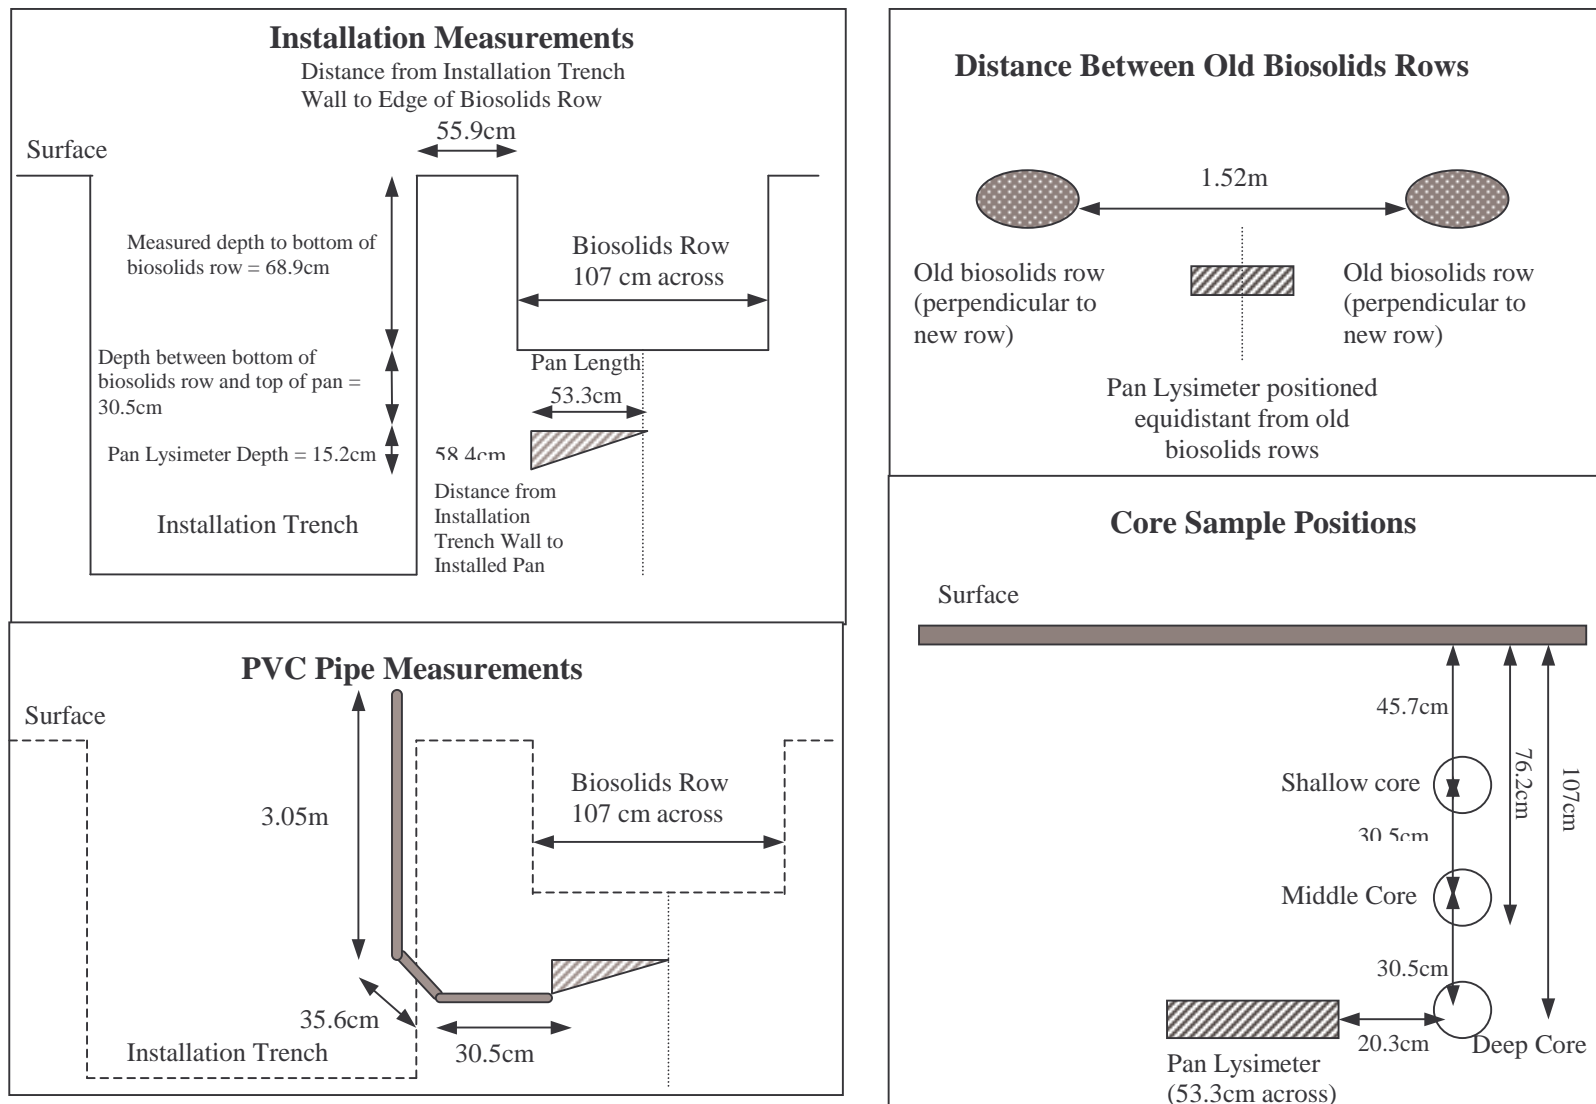 Installation Measurements
Distance from Installation Trench
Wall to Edge of Biosolids Row
55.9cm
Surface
Measured depth to bottom of
biosolids row = 68.9cm
Biosolids Row
107 cm across
Depth between bottom of
biosolids row and top of pan =
30.5cm
Pan Length
53.3cm
Pan Lysimeter Depth = 15.2cm
58.4cm
Distance from
Installation
Trench Wall to
Installed Pan
Installation Trench
Distance Between Old Biosolids Rows
1.52m
Old biosolids row
(perpendicular to
new row)
Old biosolids row
(perpendicular to
new row)
Pan Lysimeter positioned
equidistant from old
biosolids rows
PVC Pipe Measurements
Surface
Biosolids Row
107 cm across
3.05m
35.6cm
30.5cm
Installation Trench
Core Sample Positions
Surface
45.7cm
76.2cm
107cm
Shallow core
30.5cm
Middle Core
30.5cm
20.3cm
Deep Core
Pan Lysimeter
(53.3cm across)